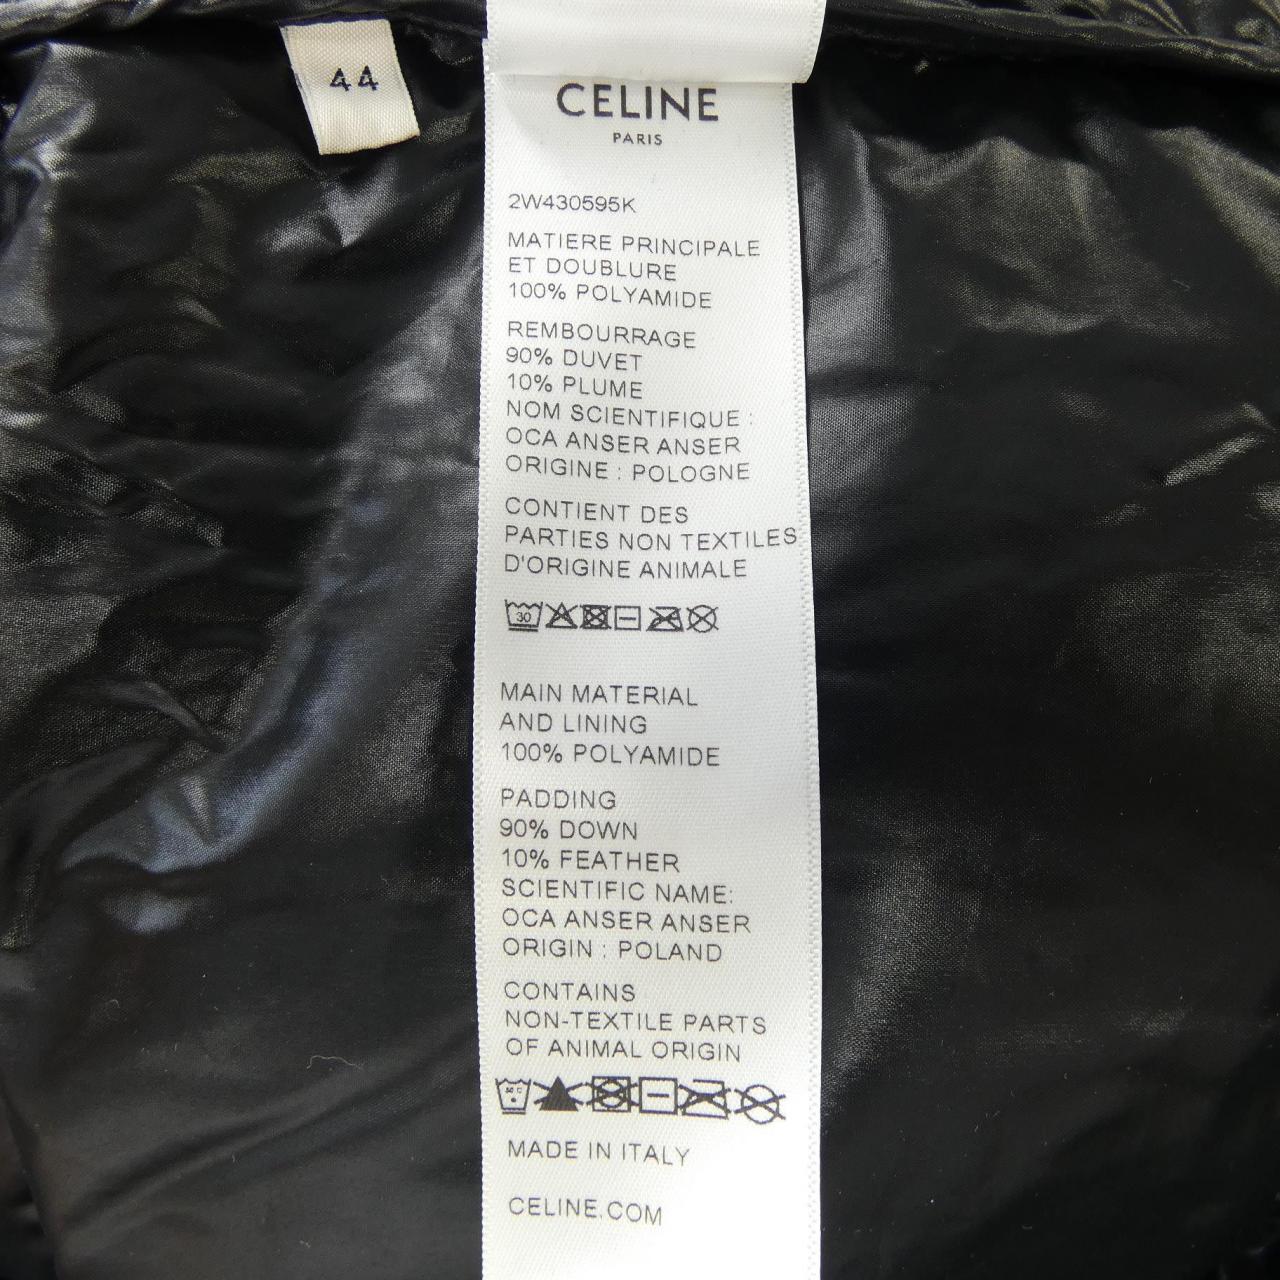 44
CELINE
PARIS
2W430595K
MATIERE PRINCIPALE
ET DOUBLURE
100% POLYAMIDE
REMBOURRAGE
90% DUVET
10% PLUME
NOM SCIENTIFIQUE :
OCA ANSER ANSER
ORIGINE : POLOGNE
CONTIENT DES
PARTIES NON TEXTILES
D'ORIGINE ANIMALE
30
MAIN MATERIAL
AND LINING
100% POLYAMIDE
PADDING
90% DOWN
10% FEATHER
SCIENTIFIC NAME:
OCA ANSER ANSER
ORIGIN : POLAND
CONTAINS
NON-TEXTILE PARTS
OF ANIMAL ORIGIN
MADE IN ITALY
CELINE.COM